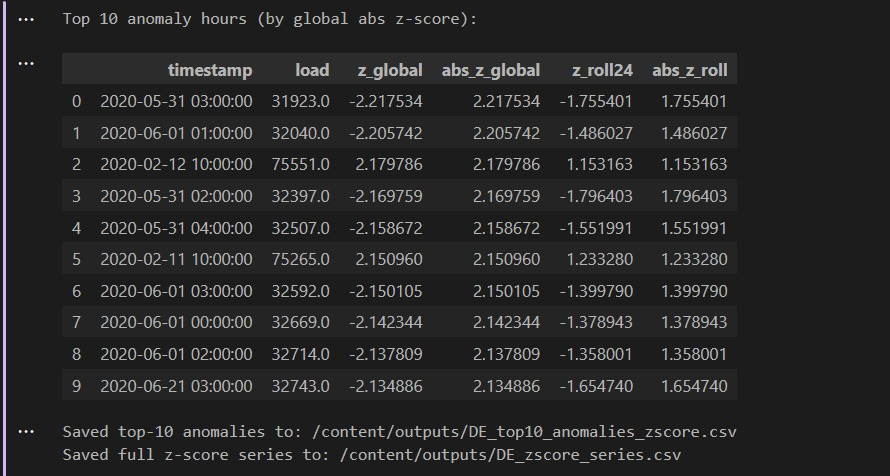 Top 10 anomaly hours (by global abs z-score):
timestamp load z_global abs_z_global z_roll24 abs_z_roll
0 2020-05-31 03:00:00 31923.0 -2.217534 2.217534 -1.755401 1.755401
1 2020-06-01 01:00:00 32040.0 -2.205742 2.205742 -1.486027 1.486027
2 2020-02-12 10:00:00 75551.0 2.179786 2.179786 1.153163 1.153163
3 2020-05-31 02:00:00 32397.0 -2.169759 2.169759 -1.796403 1.796403
4 2020-05-31 04:00:00 32507.0 -2.158672 2.158672 -1.551991 1.551991
5 2020-02-11 10:00:00 75265.0 2.150960 2.150960 1.233280 1.233280
6 2020-06-01 03:00:00 32592.0 -2.150105 2.150105 -1.399790 1.399790
7 2020-06-01 00:00:00 32669.0 -2.142344 2.142344 -1.378943 1.378943
8 2020-06-01 02:00:00 32714.0 -2.137809 2.137809 -1.358001 1.358001
9 2020-06-21 03:00:00 32743.0 -2.134886 2.134886 -1.654740 1.654740
Saved top-10 anomalies to: /content/outputs/DE_top10_anomalies_zscore.csv
Saved full z-score series to: /content/outputs/DE_zscore_series.csv